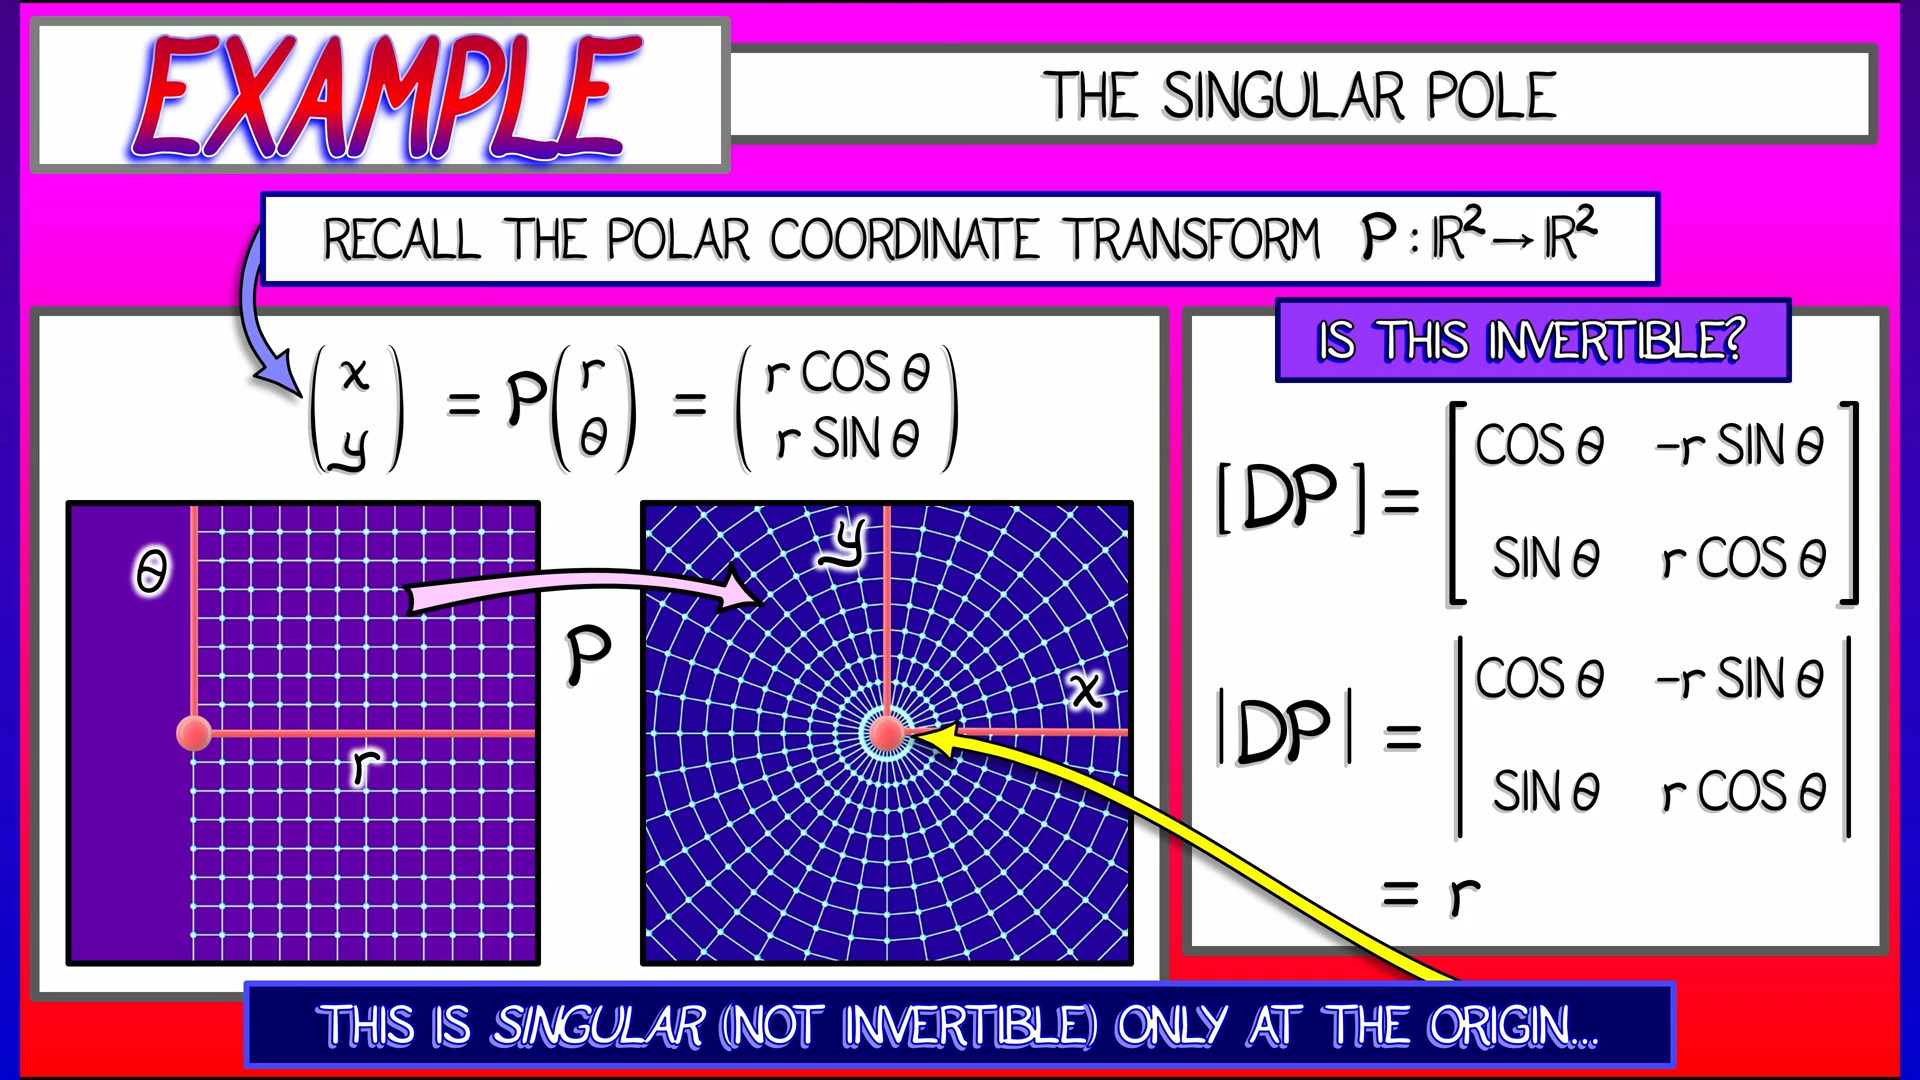 EXAMPLE
THE SINGULAR POLE
RECALL THE POLAR COORDINATE TRANSFORM P : ℝ² → ℝ²
(x y) = P(r θ) = (r COS θ r SIN θ)
θ
r
P
y
x
IS THIS INVERTIBLE?
[DP] = [COS θ -r SIN θ
SIN θ r COS θ]
|DP| = |COS θ -r SIN θ
SIN θ r COS θ|
= r
THIS IS SINGULAR (NOT INVERTIBLE) ONLY AT THE ORIGIN...